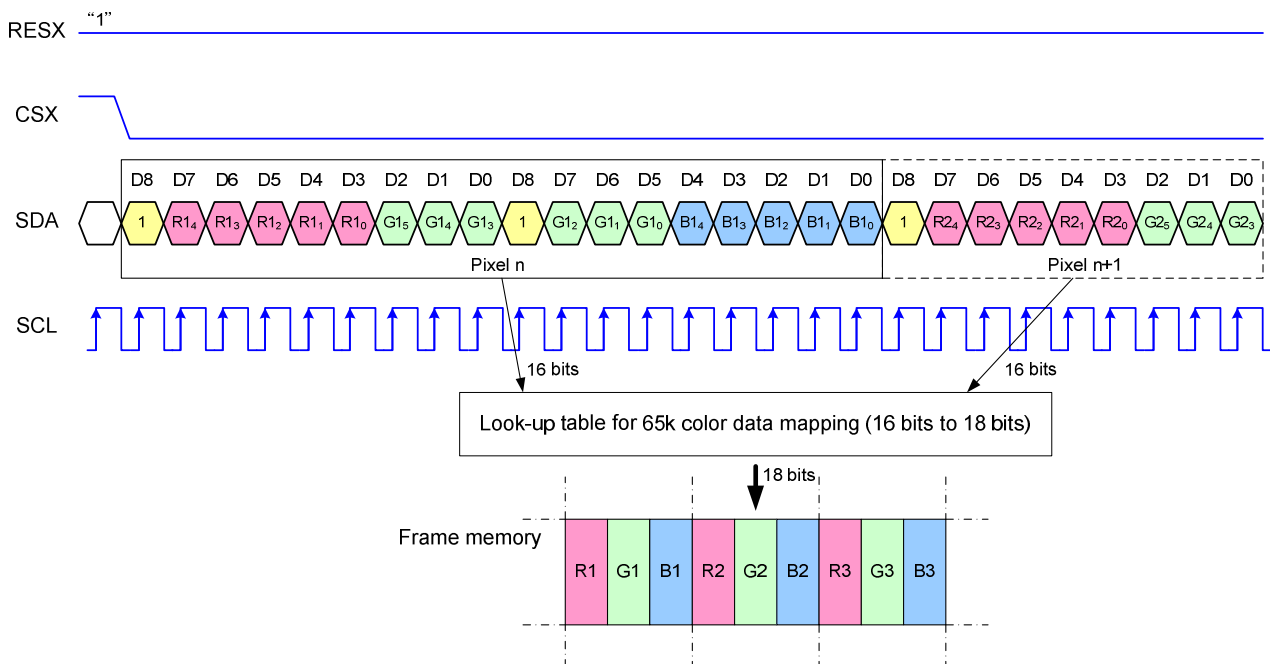 RESX “1”
CSX
D8 D7 D6 D5 D4 D3 D2 D1 D0 D8 D7 D6 D5 D4 D3 D2 D1 D0 D8 D7 D6 D5 D4 D3 D2 D1 D0
SDA 1 R1₄ R1₃ R1₂ R1₁ R1₀ G1₅ G1₄ G1₃ 1 G1₂ G1₁ G1₀ B1₄ B1₃ B1₂ B1₁ B1₀ 1 R2₄ R2₃ R2₂ R2₁ R2₀ G2₅ G2₄ G2₃
Pixel n Pixel n+1
SCL
16 bits 16 bits
Look-up table for 65k color data mapping (16 bits to 18 bits)
18 bits
Frame memory
R1 G1 B1 R2 G2 B2 R3 G3 B3